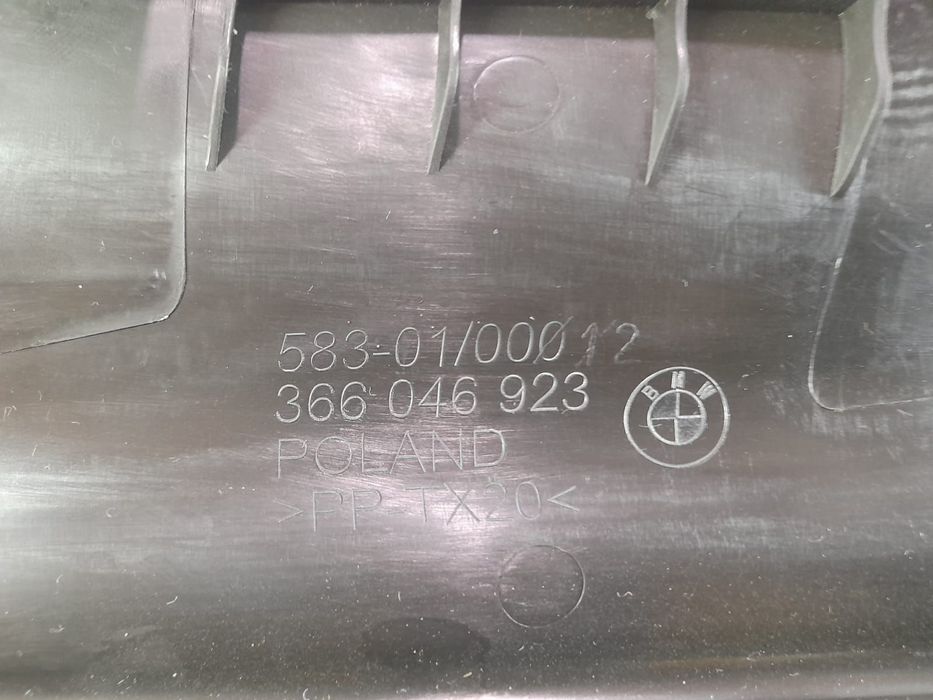 583-01/00012
366 046 923
BMW
POLAND
>PP-TX20<